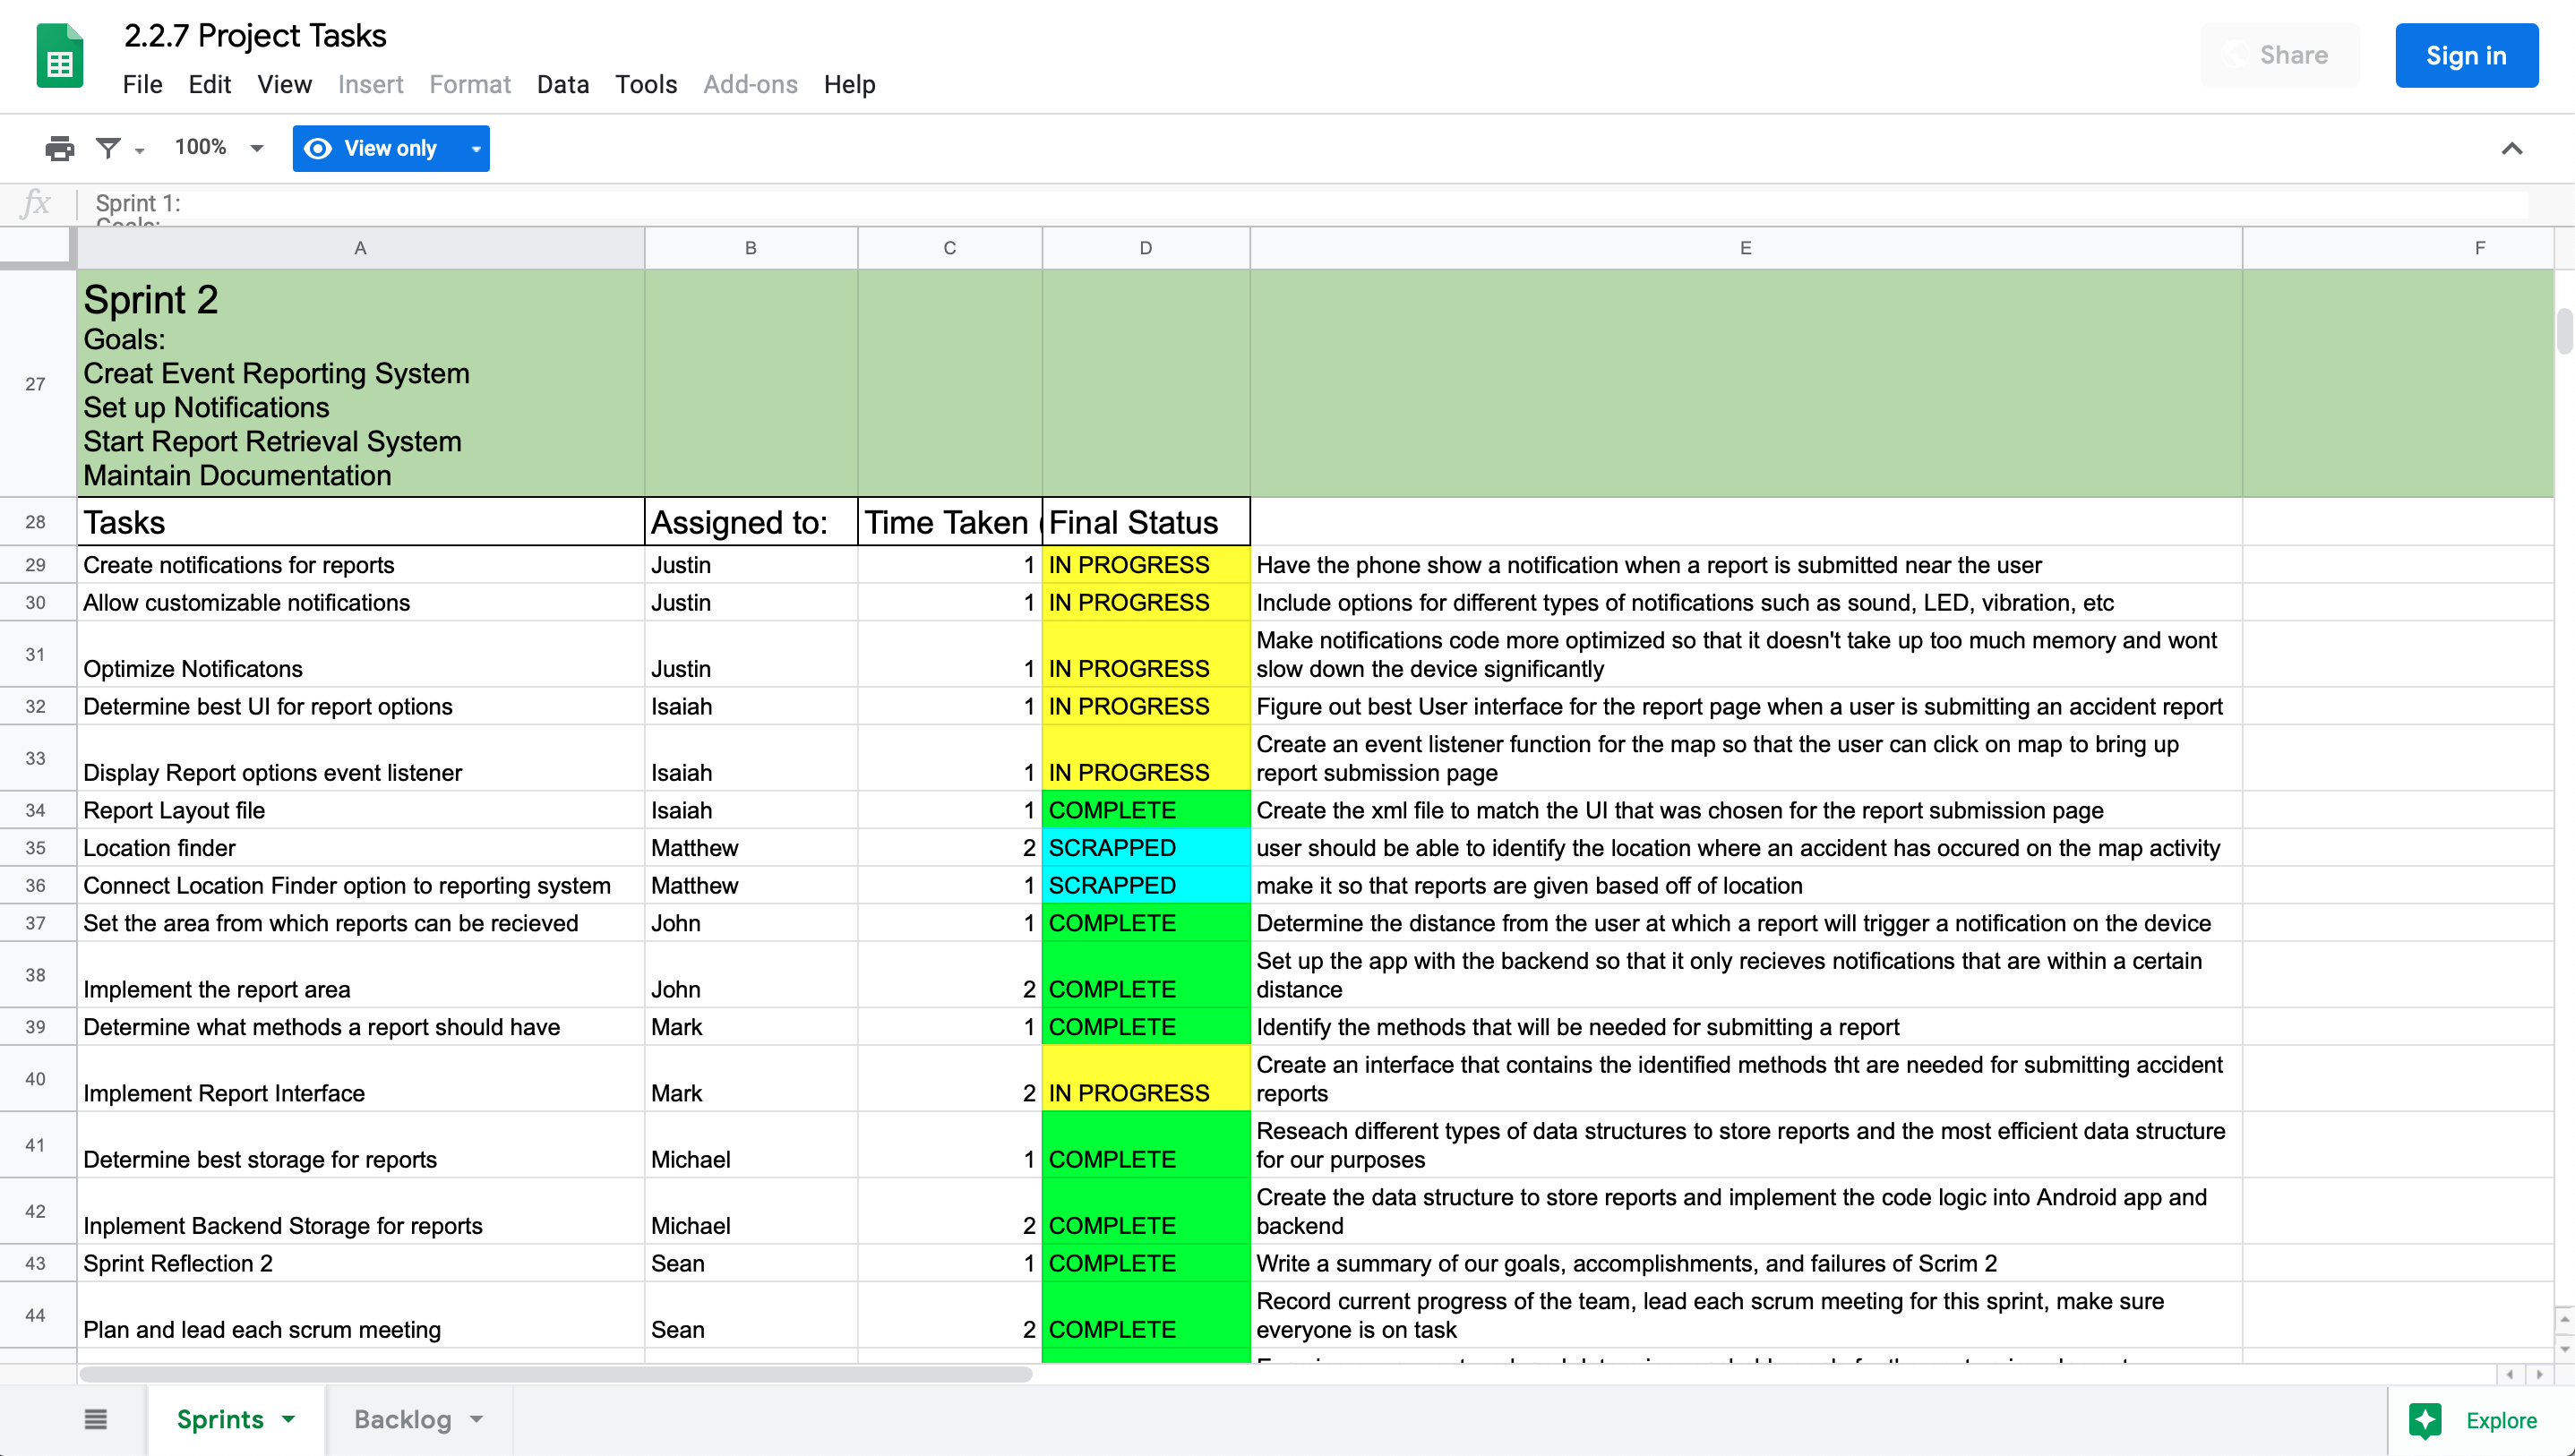 2.2.7 Project Tasks
File Edit View Insert Format Data Tools Add-ons Help
Share
Sign in
100%
View only
fx
Sprint 1:
Goals:
A B C D E F
27
Sprint 2
Goals:
Creat Event Reporting System
Set up Notifications
Start Report Retrieval System
Maintain Documentation
28 Tasks Assigned to: Time Taken ( Final Status
29 Create notifications for reports Justin 1 IN PROGRESS Have the phone show a notification when a report is submitted near the user
30 Allow customizable notifications Justin 1 IN PROGRESS Include options for different types of notifications such as sound, LED, vibration, etc
31 Optimize Notificatons Justin 1 IN PROGRESS Make notifications code more optimized so that it doesn't take up too much memory and wont
slow down the device significantly
32 Determine best UI for report options Isaiah 1 IN PROGRESS Figure out best User interface for the report page when a user is submitting an accident report
33 Display Report options event listener Isaiah 1 IN PROGRESS Create an event listener function for the map so that the user can click on map to bring up
report submission page
34 Report Layout file Isaiah 1 COMPLETE Create the xml file to match the UI that was chosen for the report submission page
35 Location finder Matthew 2 SCRAPPED user should be able to identify the location where an accident has occured on the map activity
36 Connect Location Finder option to reporting system Matthew 1 SCRAPPED make it so that reports are given based off of location
37 Set the area from which reports can be recieved John 1 COMPLETE Determine the distance from the user at which a report will trigger a notification on the device
38 Implement the report area John 2 COMPLETE Set up the app with the backend so that it only recieves notifications that are within a certain
distance
39 Determine what methods a report should have Mark 1 COMPLETE Identify the methods that will be needed for submitting a report
40 Implement Report Interface Mark 2 IN PROGRESS Create an interface that contains the identified methods tht are needed for submitting accident
reports
41 Determine best storage for reports Michael 1 COMPLETE Reseach different types of data structures to store reports and the most efficient data structure
for our purposes
42 Inplement Backend Storage for reports Michael 2 COMPLETE Create the data structure to store reports and implement the code logic into Android app and
backend
43 Sprint Reflection 2 Sean 1 COMPLETE Write a summary of our goals, accomplishments, and failures of Scrim 2
44 Plan and lead each scrum meeting Sean 2 COMPLETE Record current progress of the team, lead each scrum meeting for this sprint, make sure
everyone is on task
Sprints Backlog
Explore